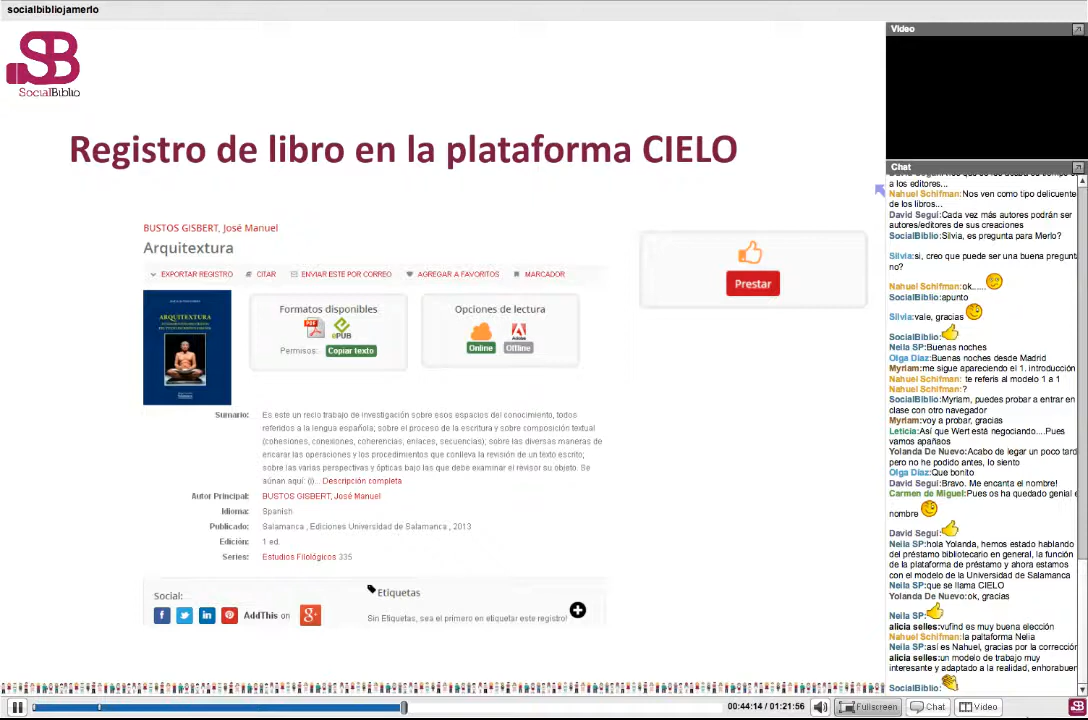 socialbibliojamerlo
SB
SocialBiblio
Registro de libro en la plataforma CIELO
BUSTOS GISBERT, José Manuel
Arquitextura
EXPORTAR REGISTRO CITAR ENVIAR ESTE POR CORREO AGREGAR A FAVORITOS MARCADOR
ARQUITEXTURA
Formatos disponibles
PDF ePUB
Permisos: Copiar texto
Opciones de lectura
Adobe
Online Offline
Prestar
Sumario: Es este un recio trabajo de investigación sobre esos espacios del conocimiento, todos
referidos a la lengua española; sobre el proceso de la escritura y sobre composición textual
(cohesiones, conexiones, coherencias, enlaces, secuencias); sobre las diversas maneras de
encarar las operaciones y los procedimientos que conlleva la revisión de un texto escrito;
sobre las varias perspectivas y ópticas bajo las que debe examinar el revisor su objeto. Se
aúnan aquí: (i)... Descripción completa
Autor Principal: BUSTOS GISBERT, José Manuel
Idioma: Spanish
Publicado: Salamanca , Ediciones Universidad de Salamanca , 2013
Edición: 1 ed.
Series: Estudios Filológicos 335
Social:
AddThis on
Etiquetas
Sin Etiquetas, sea el primero en etiquetar este registro!
Video
Chat
a los editores...
Nahuel Schifman:Nos ven como tipo delicuente
de los libros...
David Seguí:Cada vez más autores podrán ser
autores/editores de sus creaciones
SocialBiblio:Silvia, es pregunta para Merlo?
Silvia:si, creo que puede ser una buena pregunt
no?
Nahuel Schifman:ok......
SocialBiblio:apunto
Silvia:vale, gracias
SocialBiblio:
Neila SP:Buenas noches
Olga Díaz:Buenas noches desde Madrid
Myriam:me sigue apareciendo el 1. introducción
Nahuel Schifman: te referis al modelo 1 a 1
Nahuel Schifman:?
SocialBiblio:Myriam, puedes probar a entrar en
clase con otro navegador
Myriam:voy a probar, gracias
Leticia:Así que Wert está negociando....Pues
vamos apañaos
Yolanda De Nuevo:Acabo de legar un poco tard
pero no he podido antes, lo siento
Olga Díaz:Que bonito
David Seguí:Bravo. Me encanta el nombre!
Carmen de Miguel:Pues os ha quedado genial e
nombre
David Seguí:
Neila SP:hola Yolanda, hemos estado hablando
del préstamo bibliotecario en general, la función
de la plataforma de préstamo y ahora estamos
con el modelo de la Universidad de Salamanca
Neila SP:que se llama CIELO
Yolanda De Nuevo:ok, gracias
Neila SP:
alicia selles:vufind es muy buena elección
Nahuel Schifman:la paltaforma Nelia
Neila SP:así es Nahuel, gracias por la correción
alicia selles:un modelo de trabajo muy
interesante y adaptado a la realidad, enhorabuer
SocialBiblio:
00:44:14 / 01:21:56
Fullscreen Chat Video